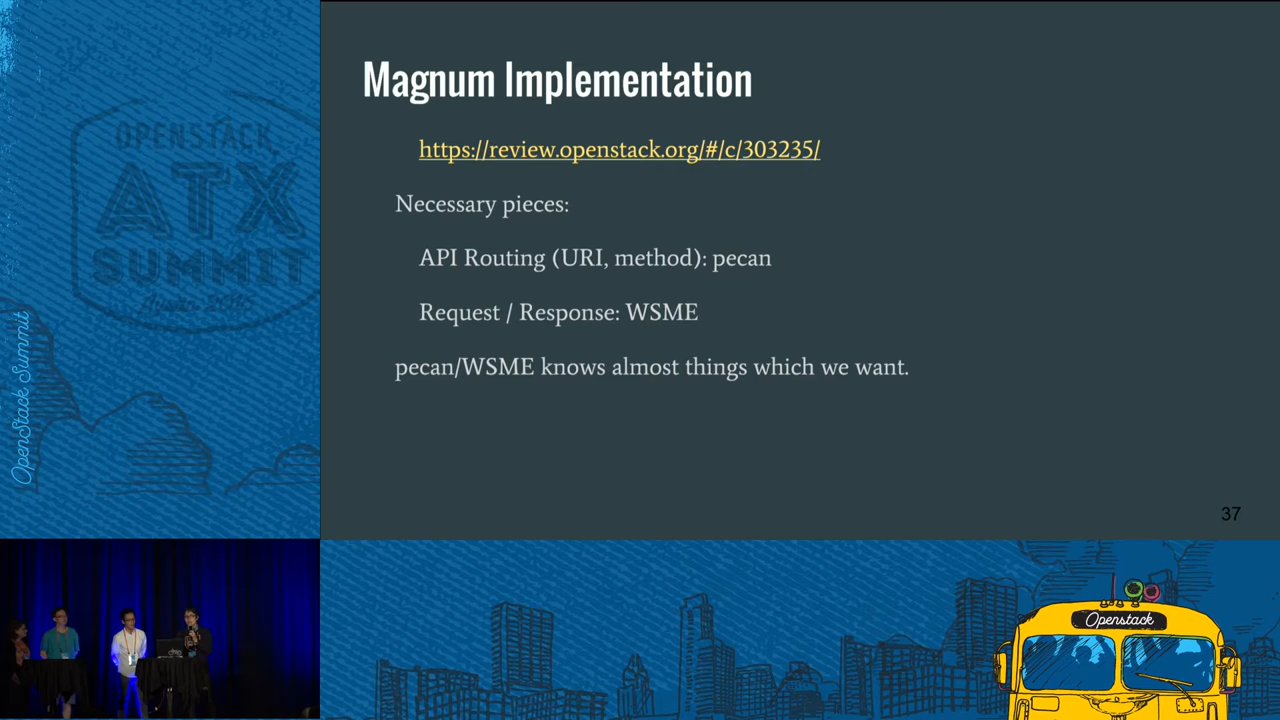 Magnum Implementation
https://review.openstack.org/#/c/303235/
Necessary pieces:
API Routing (URI, method): pecan
Request / Response: WSME
pecan/WSME knows almost things which we want.
37
OPENSTACK
ATX
SUMMIT
OpenStack Summit
Openstack